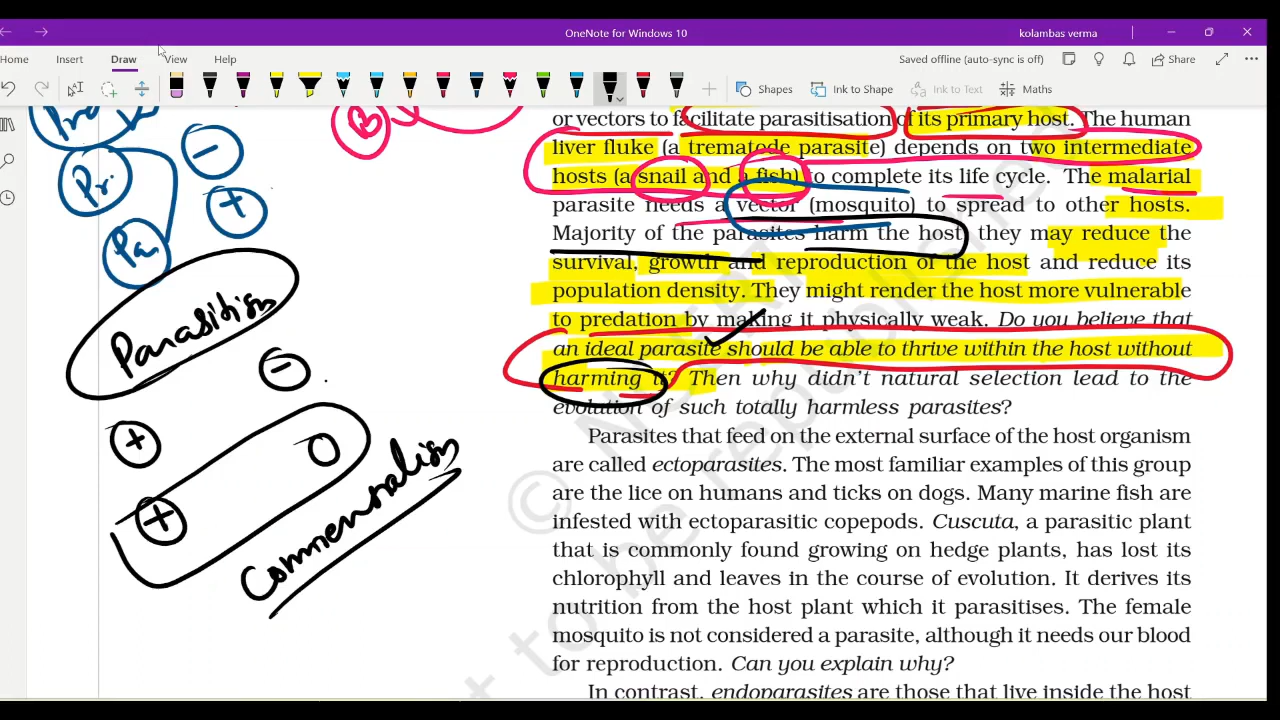 OneNote for Windows 10
kolambas verma
Home Insert Draw View Help
Saved offline (auto-sync is off)
Share
Shapes
Ink to Shape
Ink to Text
Maths
B
Pr.
−
+
Pa
Parasitism
−
+
0
+
Commensalism
or vectors to facilitate parasitisation of its primary host. The human
liver fluke (a trematode parasite) depends on two intermediate
hosts (a snail and a fish) to complete its life cycle. The malarial
parasite needs a vector (mosquito) to spread to other hosts.
Majority of the parasites harm the host; they may reduce the
survival, growth and reproduction of the host and reduce its
population density. They might render the host more vulnerable
to predation by making it physically weak. Do you believe that
an ideal parasite should be able to thrive within the host without
harming it? Then why didn't natural selection lead to the
evolution of such totally harmless parasites?
Parasites that feed on the external surface of the host organism
are called ectoparasites. The most familiar examples of this group
are the lice on humans and ticks on dogs. Many marine fish are
infested with ectoparasitic copepods. Cuscuta, a parasitic plant
that is commonly found growing on hedge plants, has lost its
chlorophyll and leaves in the course of evolution. It derives its
nutrition from the host plant which it parasitises. The female
mosquito is not considered a parasite, although it needs our blood
for reproduction. Can you explain why?
In contrast, endoparasites are those that live inside the host